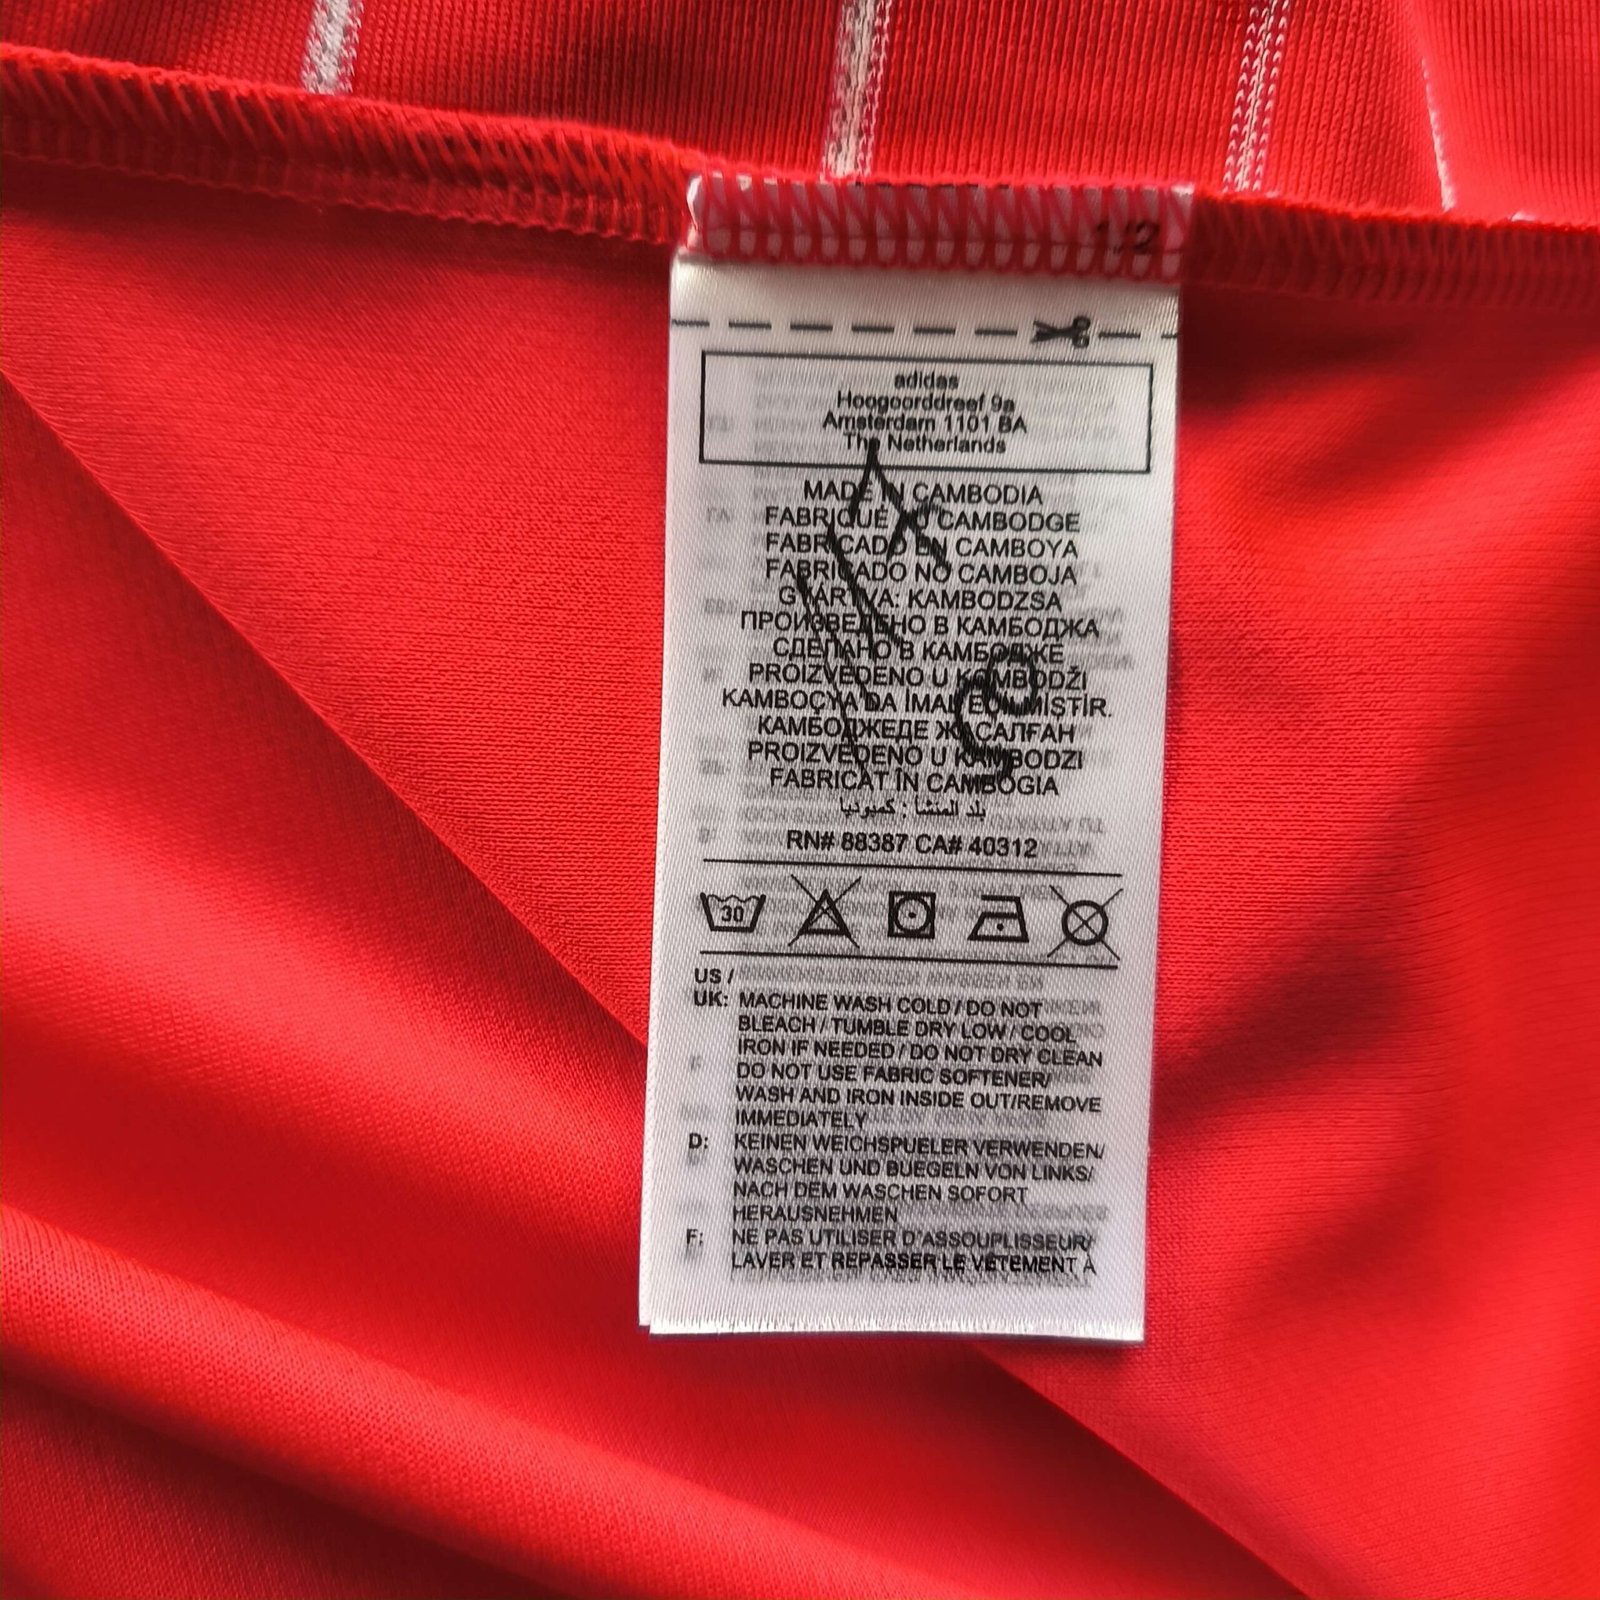 1/2
adidas
Hoogoorddreef 9a
Amsterdam 1101 BA
The Netherlands
MADE IN CAMBODIA
FABRIQUÉ AU CAMBODGE
FABRICADO EN CAMBOYA
FABRICADO NO CAMBOJA
GYÁRTVA: KAMBODZSA
ПРОИЗВЕДЕНО В КАМБОДЖА
СДЕЛАНО В КАМБОДЖЕ
PROIZVEDENO U KAMBODŽI
KAMBOÇYA'DA İMAL EDİLMİŞTİR.
КАМБОДЖЕДЕ ЖАСАЛҒАН
PROIZVEDENO U KAMBODZI
FABRICAT ÎN CAMBOGIA
بلد المنشأ : كمبوديا
RN# 88387 CA# 40312
30
US /
UK: MACHINE WASH COLD / DO NOT
BLEACH / TUMBLE DRY LOW / COOL
IRON IF NEEDED / DO NOT DRY CLEAN
DO NOT USE FABRIC SOFTENER/
WASH AND IRON INSIDE OUT/REMOVE
IMMEDIATELY
D: KEINEN WEICHSPUELER VERWENDEN/
WASCHEN UND BUEGELN VON LINKS/
NACH DEM WASCHEN SOFORT
HERAUSNEHMEN
F: NE PAS UTILISER D'ASSOUPLISSEUR/
LAVER ET REPASSER LE VÊTEMENT À